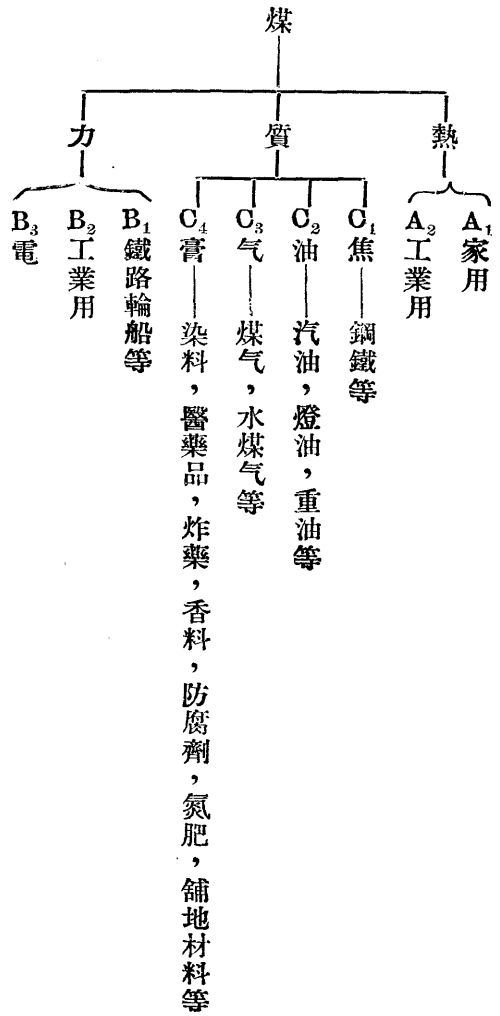 煤
熱
質
力
A₁家用
A₂工業用
C₁焦——鋼鐵等
C₂油——汽油，燈油，重油等
C₃气——煤气，水煤气等
C₄膏——染料，醫藥品，炸藥，香料，防腐劑，氮肥，舖地材料等
B₁鐵路輪船等
B₂工業用
B₃電